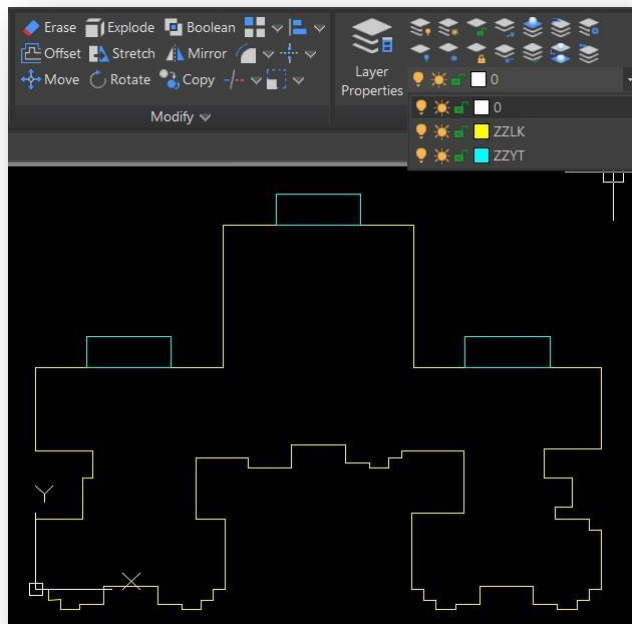 Erase Explode Boolean
Offset Stretch Mirror
Move Rotate Copy
Modify
Layer
Properties
0
0
ZZLK
ZZYT
Y
X